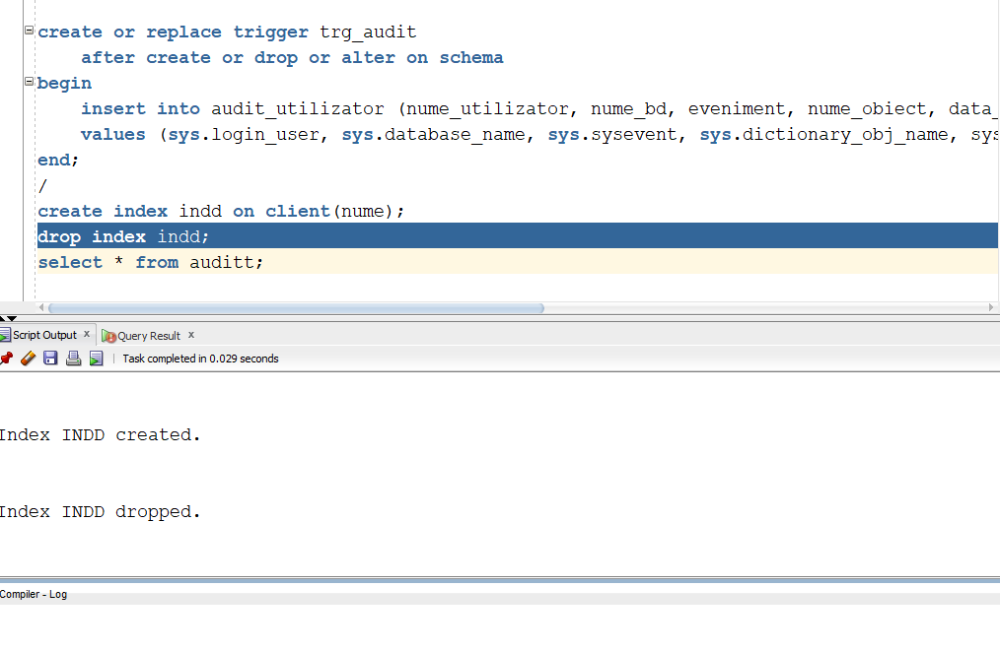 create or replace trigger trg_audit
after create or drop or alter on schema
begin
insert into audit_utilizator (nume_utilizator, nume_bd, eveniment, nume_obiect, data_
values (sys.login_user, sys.database_name, sys.sysevent, sys.dictionary_obj_name, sys
end;
/
create index indd on client(nume);
drop index indd;
select * from auditt;
Script Output x Query Result x
Task completed in 0.029 seconds
Index INDD created.
Index INDD dropped.
Compiler - Log